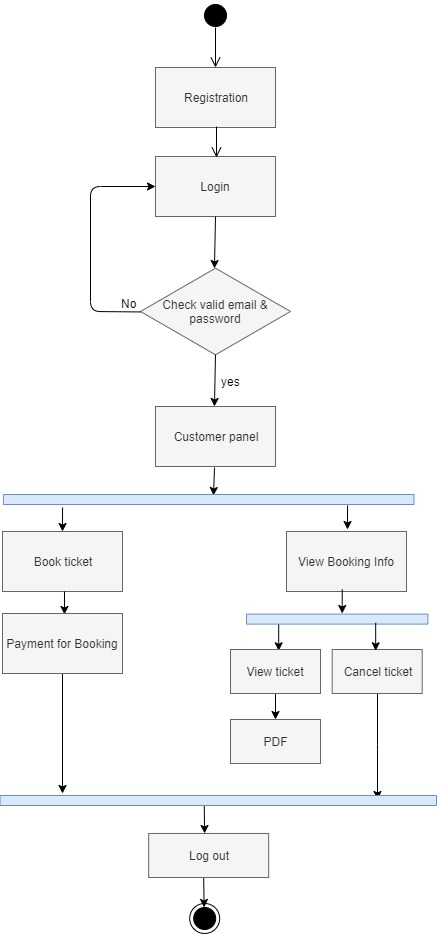 Registration
Login
No
Check valid email &
password
yes
Customer panel
Book ticket
View Booking Info
Payment for Booking
View ticket
Cancel ticket
PDF
Log out